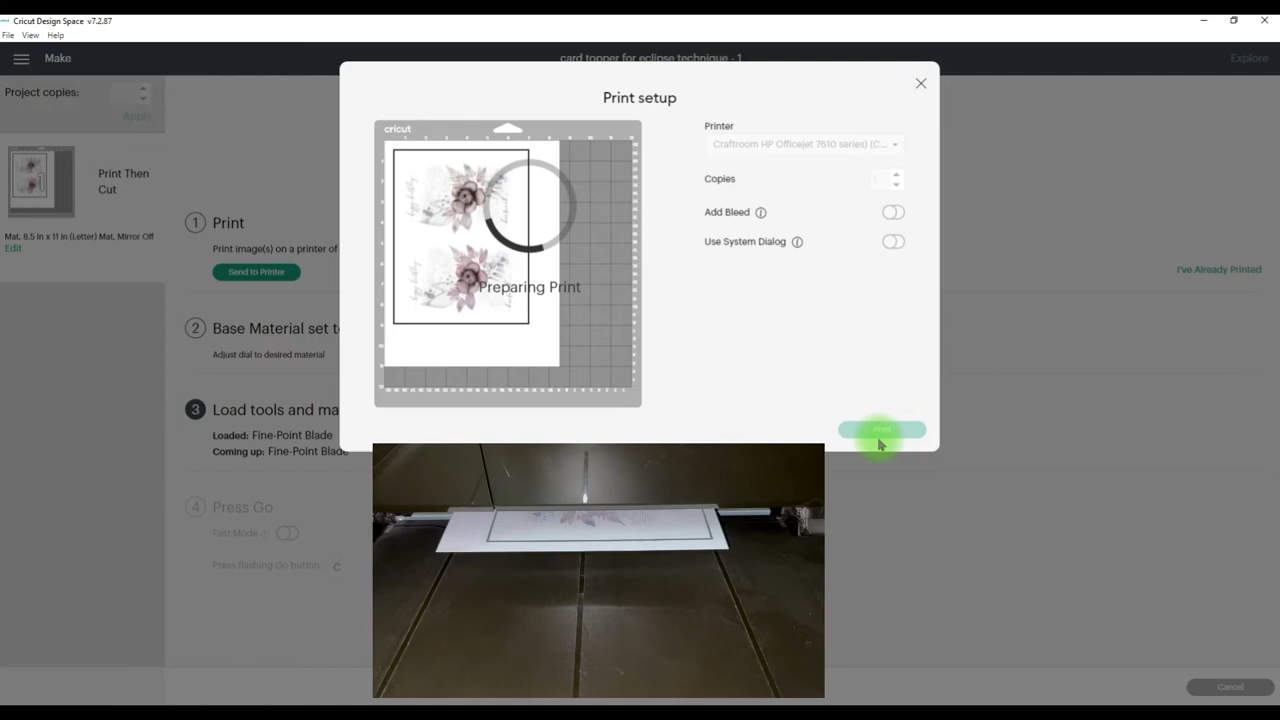 Cricut Design Space v7.2.87
File View Help
Make
card topper for eclipse technique - 1
Explore
Project copies:
Apply
Print Then
Cut
Mat, 8.5 in x 11 in (Letter) Mat, Mirror Off
Edit
1 Print
Print image(s) on a printer of
Send to Printer
I've Already Printed
2 Base Material set to
Adjust dial to desired material
3 Load tools and ma
Loaded: Fine-Point Blade
Coming up: Fine-Point Blade
4 Press Go
Fast Mode
Press flashing Go button.
Print setup
cricut
Preparing Print
Printer
Craftroom HP Officejet 7610 series) (C...
Copies
1
Add Bleed
Use System Dialog
Print
Cancel